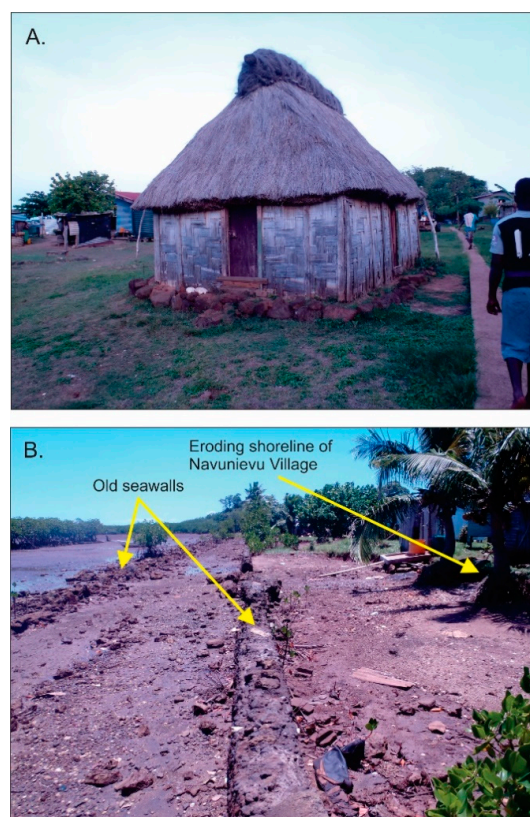 A.
B.
Eroding shoreline of
Navunievu Village
Old seawalls